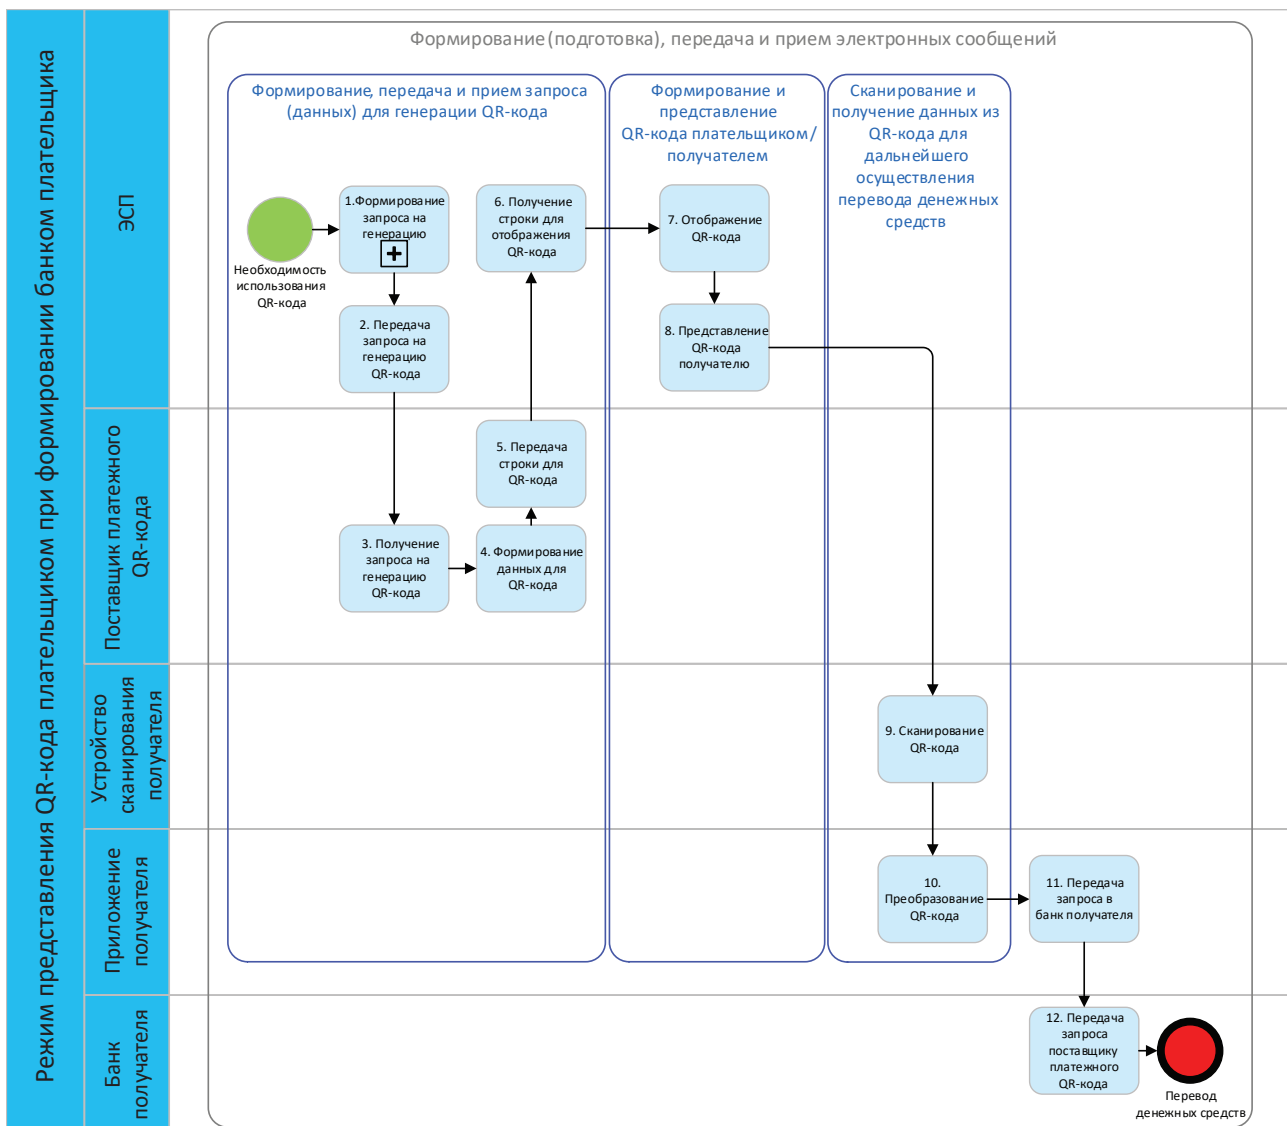 Режим представления QR-кода плательщиком при формировании банком плательщика
ЭСП
Поставщик платежного
QR-кода
Устройство
сканирования
получателя
Приложение
получателя
Банк
получателя
Формирование (подготовка), передача и прием электронных сообщений
Формирование, передача и прием запроса
(данных) для генерации QR-кода
Формирование и
представление
QR-кода плательщиком/
получателем
Сканирование и
получение данных из
QR-кода для
дальнейшего
осуществления
перевода денежных
средств
Необходимость
использования
QR-кода
1.Формирование
запроса на
генерацию
2. Передача
запроса на
генерацию
QR-кода
3. Получение
запроса на
генерацию
QR-кода
4. Формирование
данных для
QR-кода
5. Передача
строки для
QR-кода
6. Получение
строки для
отображения
QR-кода
7. Отображение
QR-кода
8. Представление
QR-кода
получателю
9. Сканирование
QR-кода
10.
Преобразование
QR-кода
11. Передача
запроса в
банк получателя
12. Передача
запроса
поставщику
платежного
QR-кода
Перевод
денежных средств